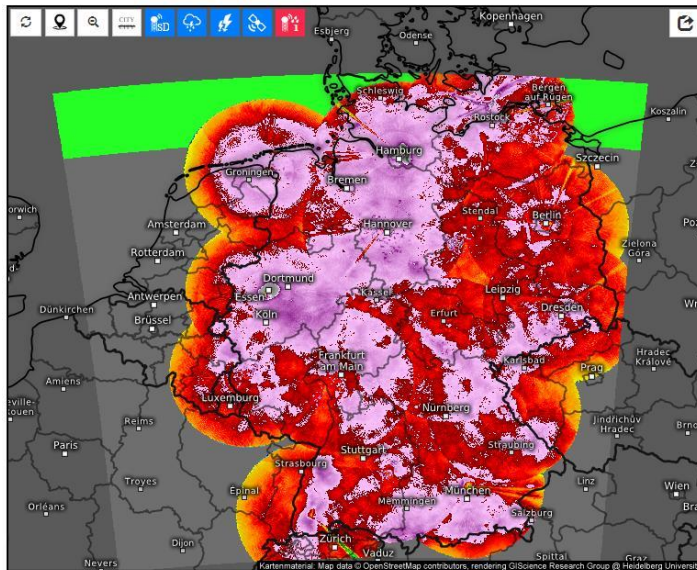 CITY
SD
1
Kopenhagen
Esbjerg
Odense
Schleswig
Bergen
auf Rügen
Koszalin
Rostock
Hamburg
Szczecin
Groningen
Bremen
Amsterdam
Stendal
Berlin
Hannover
Rotterdam
Zielona
Góra
Dortmund
Antwerpen
Essen
Kassel
Leipzig
Dünkirchen
Brüssel
Köln
Erfurt
Dresden
Frankfurt
am Main
Karlsbad
Hradec
Králové
Prag
Amiens
Luxemburg
Nürnberg
Jindřichův
Hradec
Reims
Paris
Stuttgart
Straubing
Strasbourg
Troyes
Épinal
Memmingen
München
Linz
Wien
Orléans
Salzburg
Dijon
Zürich
Vaduz
Spittal
Graz
Nevers
Kartenmaterial: Map data © OpenStreetMap contributors, rendering GIScience Research Group @ Heidelberg